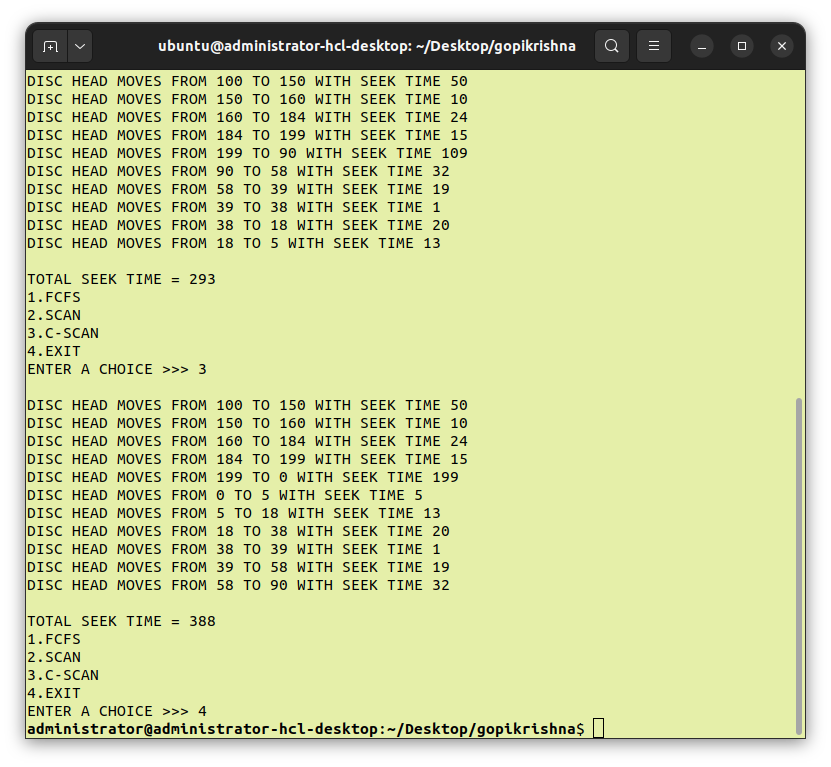 ubuntu@administrator-hcl-desktop: ~/Desktop/gopikrishna
DISC HEAD MOVES FROM 100 TO 150 WITH SEEK TIME 50
DISC HEAD MOVES FROM 150 TO 160 WITH SEEK TIME 10
DISC HEAD MOVES FROM 160 TO 184 WITH SEEK TIME 24
DISC HEAD MOVES FROM 184 TO 199 WITH SEEK TIME 15
DISC HEAD MOVES FROM 199 TO 90 WITH SEEK TIME 109
DISC HEAD MOVES FROM 90 TO 58 WITH SEEK TIME 32
DISC HEAD MOVES FROM 58 TO 39 WITH SEEK TIME 19
DISC HEAD MOVES FROM 39 TO 38 WITH SEEK TIME 1
DISC HEAD MOVES FROM 38 TO 18 WITH SEEK TIME 20
DISC HEAD MOVES FROM 18 TO 5 WITH SEEK TIME 13
TOTAL SEEK TIME = 293
1.FCFS
2.SCAN
3.C-SCAN
4.EXIT
ENTER A CHOICE >>> 3
DISC HEAD MOVES FROM 100 TO 150 WITH SEEK TIME 50
DISC HEAD MOVES FROM 150 TO 160 WITH SEEK TIME 10
DISC HEAD MOVES FROM 160 TO 184 WITH SEEK TIME 24
DISC HEAD MOVES FROM 184 TO 199 WITH SEEK TIME 15
DISC HEAD MOVES FROM 199 TO 0 WITH SEEK TIME 199
DISC HEAD MOVES FROM 0 TO 5 WITH SEEK TIME 5
DISC HEAD MOVES FROM 5 TO 18 WITH SEEK TIME 13
DISC HEAD MOVES FROM 18 TO 38 WITH SEEK TIME 20
DISC HEAD MOVES FROM 38 TO 39 WITH SEEK TIME 1
DISC HEAD MOVES FROM 39 TO 58 WITH SEEK TIME 19
DISC HEAD MOVES FROM 58 TO 90 WITH SEEK TIME 32
TOTAL SEEK TIME = 388
1.FCFS
2.SCAN
3.C-SCAN
4.EXIT
ENTER A CHOICE >>> 4
administrator@administrator-hcl-desktop:~/Desktop/gopikrishna$